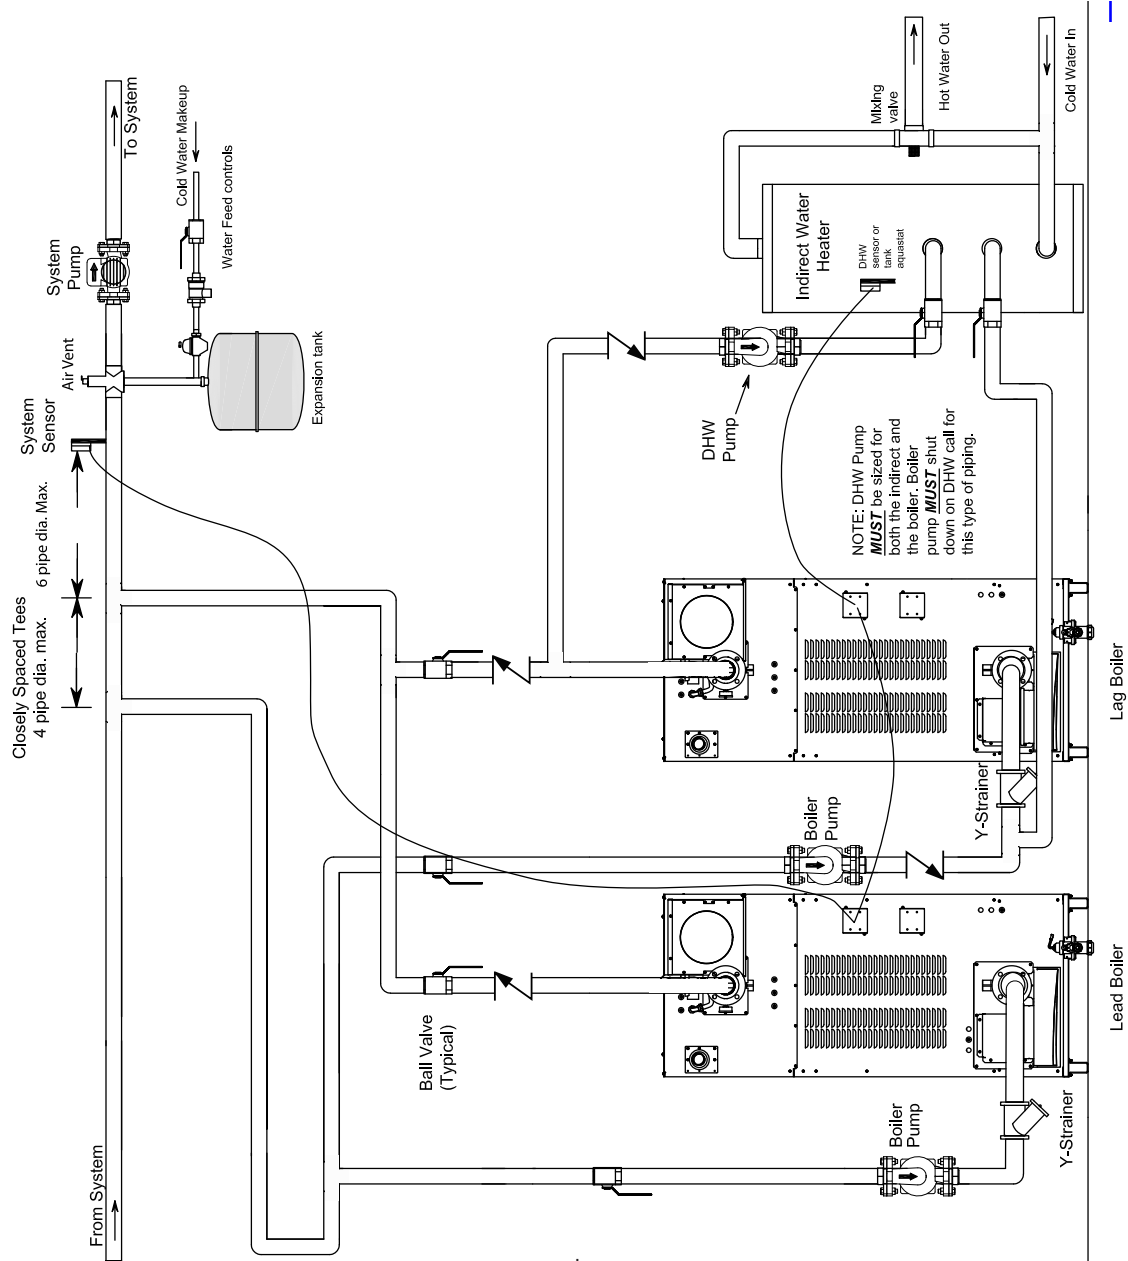 Closely Spaced Tees
4 pipe dia. max.
6 pipe dia. Max.
System
Sensor
Air Vent
System
Pump
To System
Cold Water Makeup
Water Feed controls
Expansion tank
From System
Ball Valve
(Typical)
DHW
Pump
Mixing
valve
Hot Water Out
Cold Water In
Indirect Water
Heater
DHW
sensor or
tank
aquastat
NOTE: DHW Pump
MUST be sized for
both the indirect and
the boiler. Boiler
pump MUST shut
down on DHW call for
this type of piping.
Boiler
Pump
Y-Strainer
Lag Boiler
Boiler
Pump
Y-Strainer
Lead Boiler